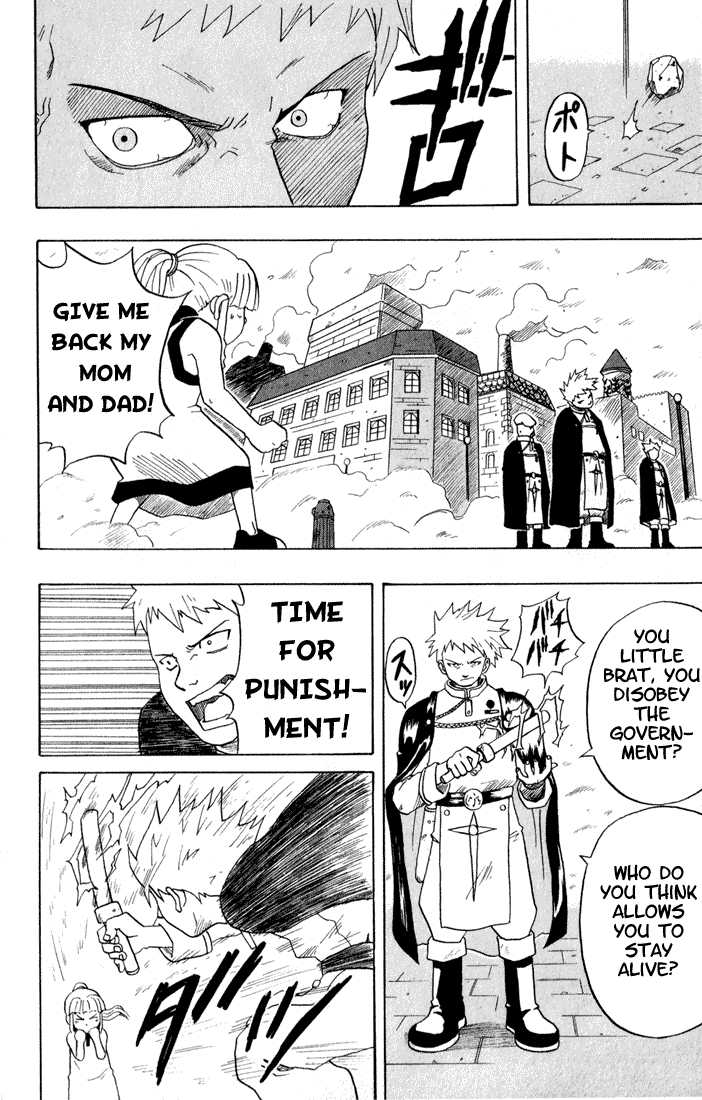 ポト
ギロ
GIVE ME
BACK MY
MOM
AND DAD!
YOU
LITTLE
BRAT, YOU
DISOBEY
THE
GOVERN-
MENT?
バチ
バチ
スッ
WHO DO
YOU THINK
ALLOWS
YOU TO
STAY
ALIVE?
TIME
FOR
PUNISH-
MENT!
ダッ